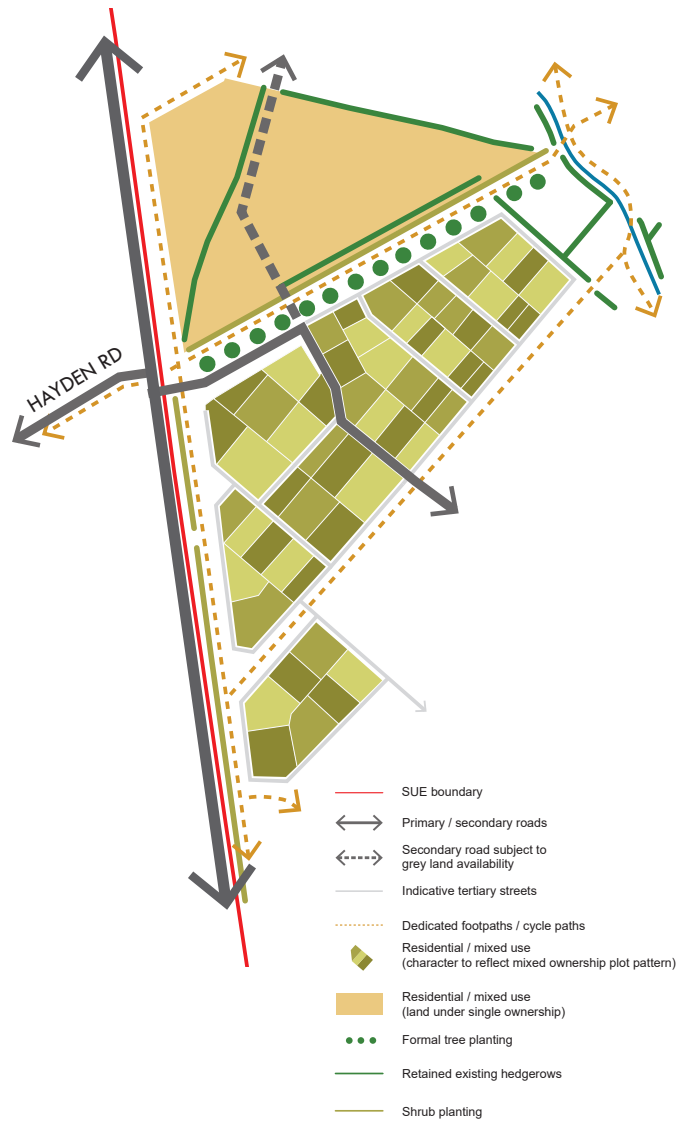 HAYDEN RD
SUE boundary
Primary / secondary roads
Secondary road subject to
grey land availability
Indicative tertiary streets
Dedicated footpaths / cycle paths
Residential / mixed use
(character to reflect mixed ownership plot pattern)
Residential / mixed use
(land under single ownership)
Formal tree planting
Retained existing hedgerows
Shrub planting